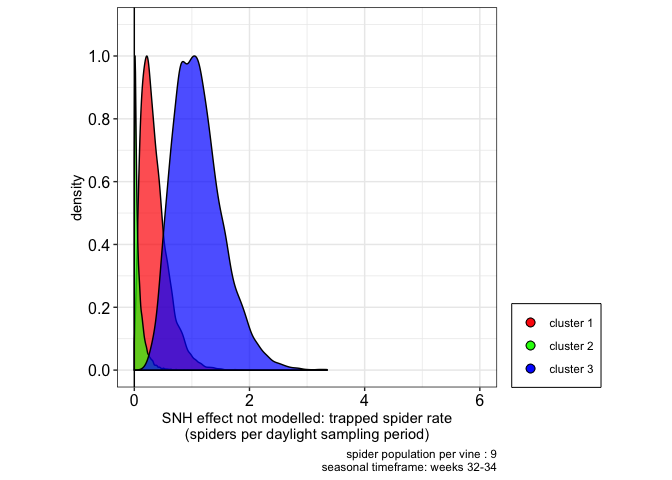 1.0
0.8
0.6
0.4
0.2
0.0
density
0 2 4 6
SNH effect not modelled: trapped spider rate
(spiders per daylight sampling period)
cluster 1
cluster 2
cluster 3
spider population per vine : 9
seasonal timeframe: weeks 32-34